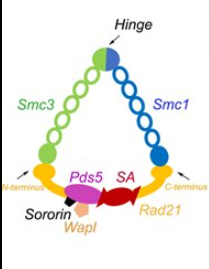 Hinge
Smc3 Smc1
Pds5 SA
N-terminus C-terminus
Sororin Rad21
Wapl